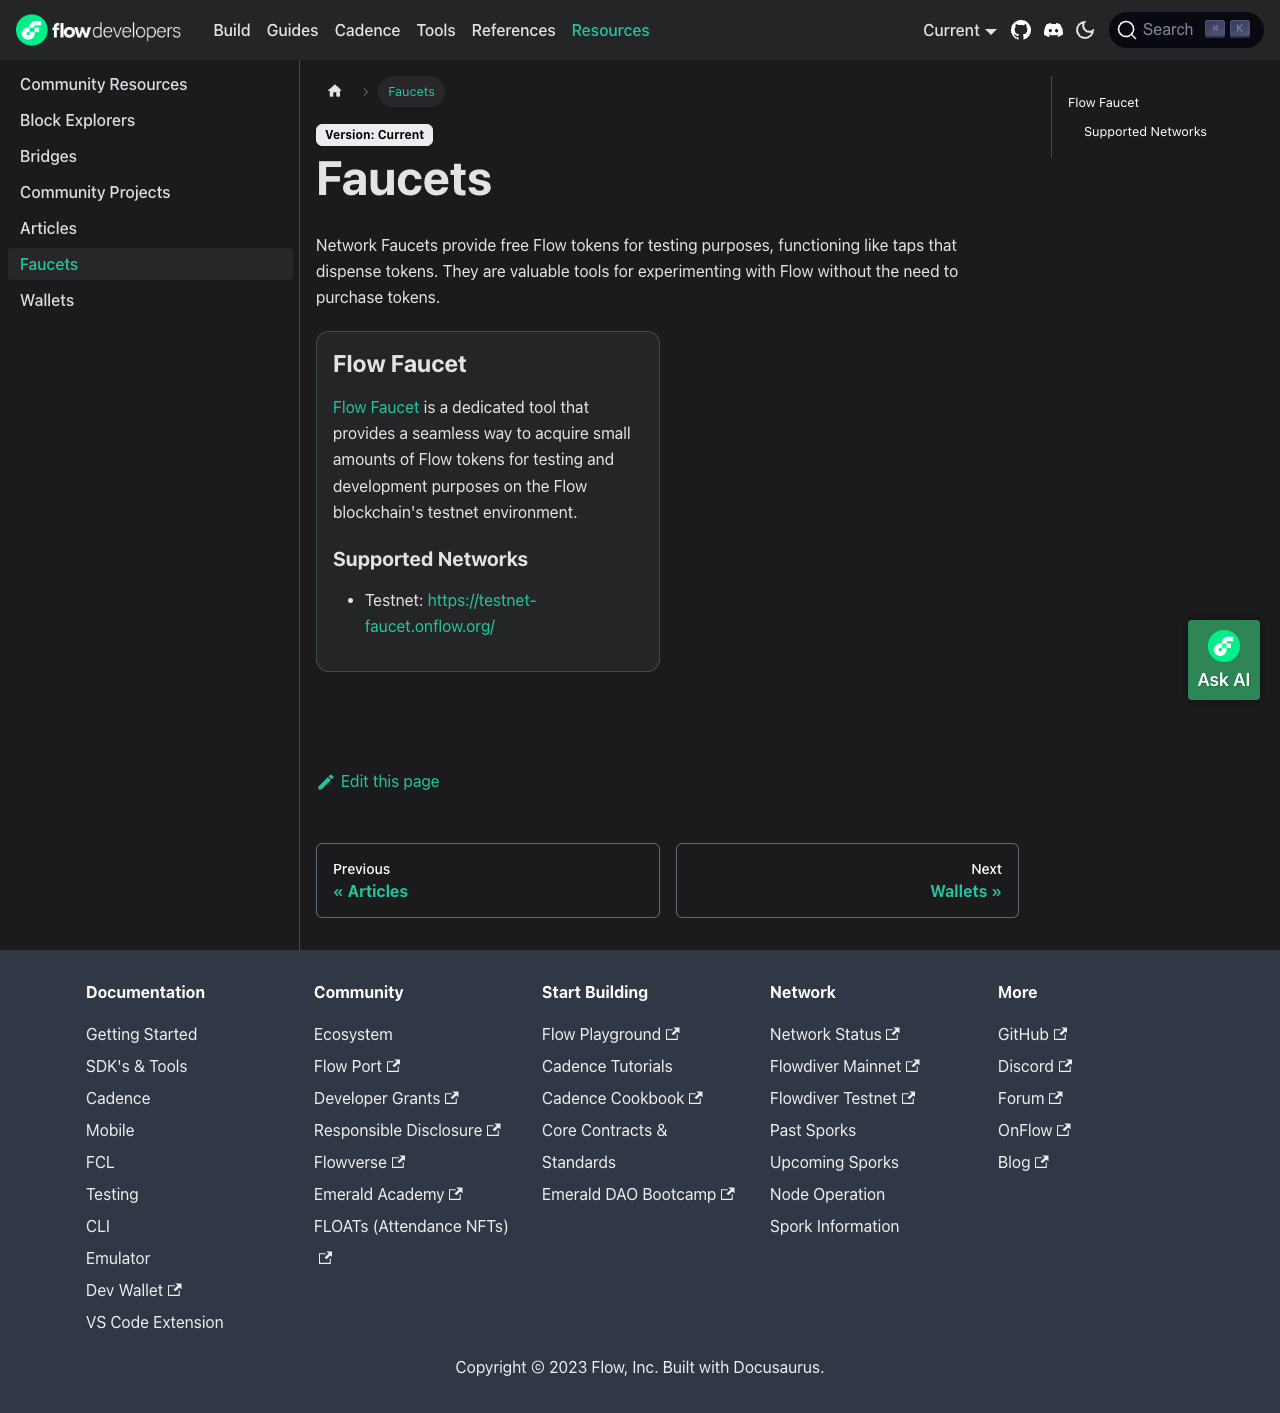 flowdevelopers
Build Guides Cadence Tools References Resources
Current
Search ⌘ K
Community Resources
Block Explorers
Bridges
Community Projects
Articles
Faucets
Wallets
Faucets
Version: Current
Faucets
Network Faucets provide free Flow tokens for testing purposes, functioning like taps that
dispense tokens. They are valuable tools for experimenting with Flow without the need to
purchase tokens.
Flow Faucet
Flow Faucet is a dedicated tool that
provides a seamless way to acquire small
amounts of Flow tokens for testing and
development purposes on the Flow
blockchain's testnet environment.
Supported Networks
Testnet: https://testnet-
faucet.onflow.org/
Flow Faucet
Supported Networks
Ask AI
Edit this page
Previous
« Articles
Next
Wallets »
Documentation
Getting Started
SDK's & Tools
Cadence
Mobile
FCL
Testing
CLI
Emulator
Dev Wallet
VS Code Extension
Community
Ecosystem
Flow Port
Developer Grants
Responsible Disclosure
Flowverse
Emerald Academy
FLOATs (Attendance NFTs)
Start Building
Flow Playground
Cadence Tutorials
Cadence Cookbook
Core Contracts &
Standards
Emerald DAO Bootcamp
Network
Network Status
Flowdiver Mainnet
Flowdiver Testnet
Past Sporks
Upcoming Sporks
Node Operation
Spork Information
More
GitHub
Discord
Forum
OnFlow
Blog
Copyright © 2023 Flow, Inc. Built with Docusaurus.